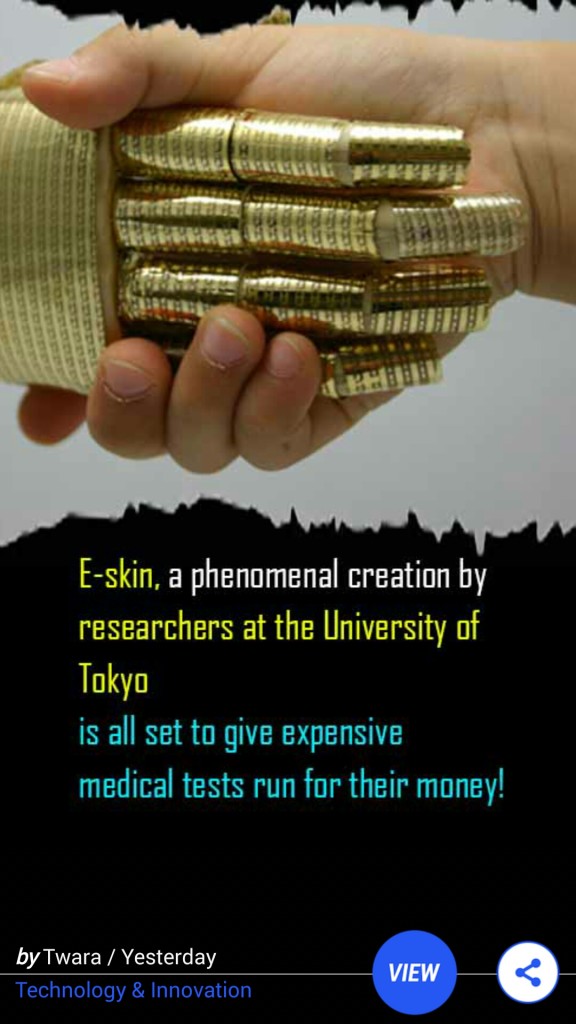 E-skin, a phenomenal creation by
researchers at the University of
Tokyo
is all set to give expensive
medical tests run for their money!
by Twara / Yesterday
VIEW
Technology & Innovation